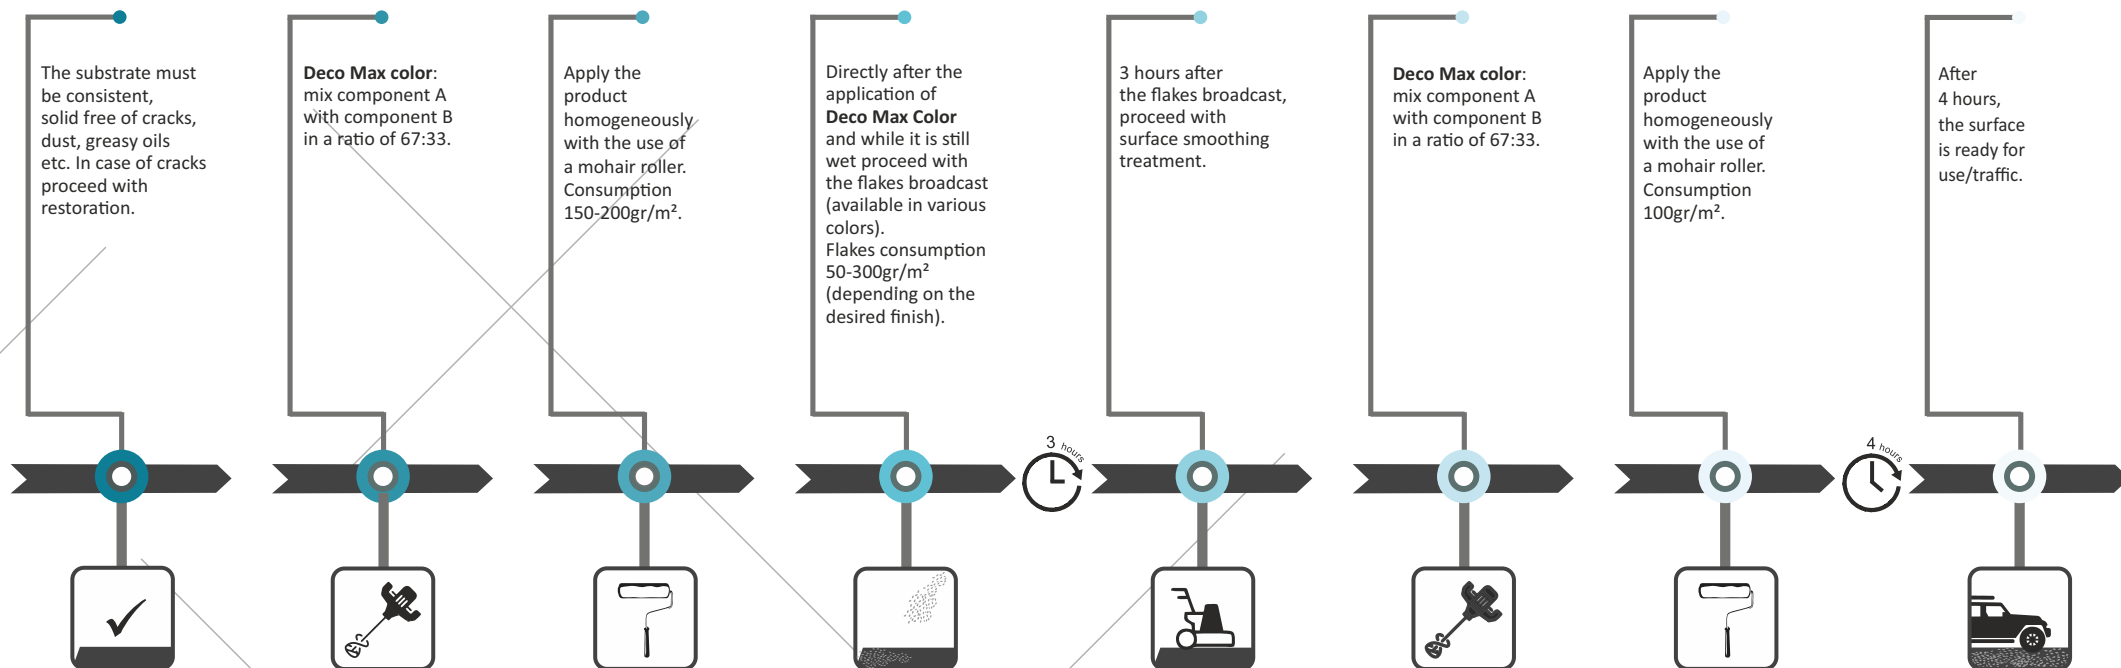 The substrate must
be consistent,
solid free of cracks,
dust, greasy oils
etc. In case of cracks
proceed with
restoration.
Deco Max color:
mix component A
with component B
in a ratio of 67:33.
Apply the
product
homogeneously
with the use of
a mohair roller.
Consumption
150-200gr/m².
Directly after the
application of
Deco Max Color
and while it is still
wet proceed with
the flakes broadcast
(available in various
colors).
Flakes consumption
50-300gr/m²
(depending on the
desired finish).
3 hours
3 hours after
the flakes broadcast,
proceed with
surface smoothing
treatment.
Deco Max color:
mix component A
with component B
in a ratio of 67:33.
Apply the
product
homogeneously
with the use of
a mohair roller.
Consumption
100gr/m².
4 hours
After
4 hours,
the surface
is ready for
use/traffic.